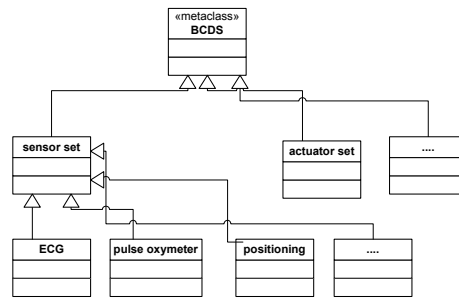 «metaclass»
BCDS
sensor set
actuator set
....
ECG
pulse oxymeter
positioning
....